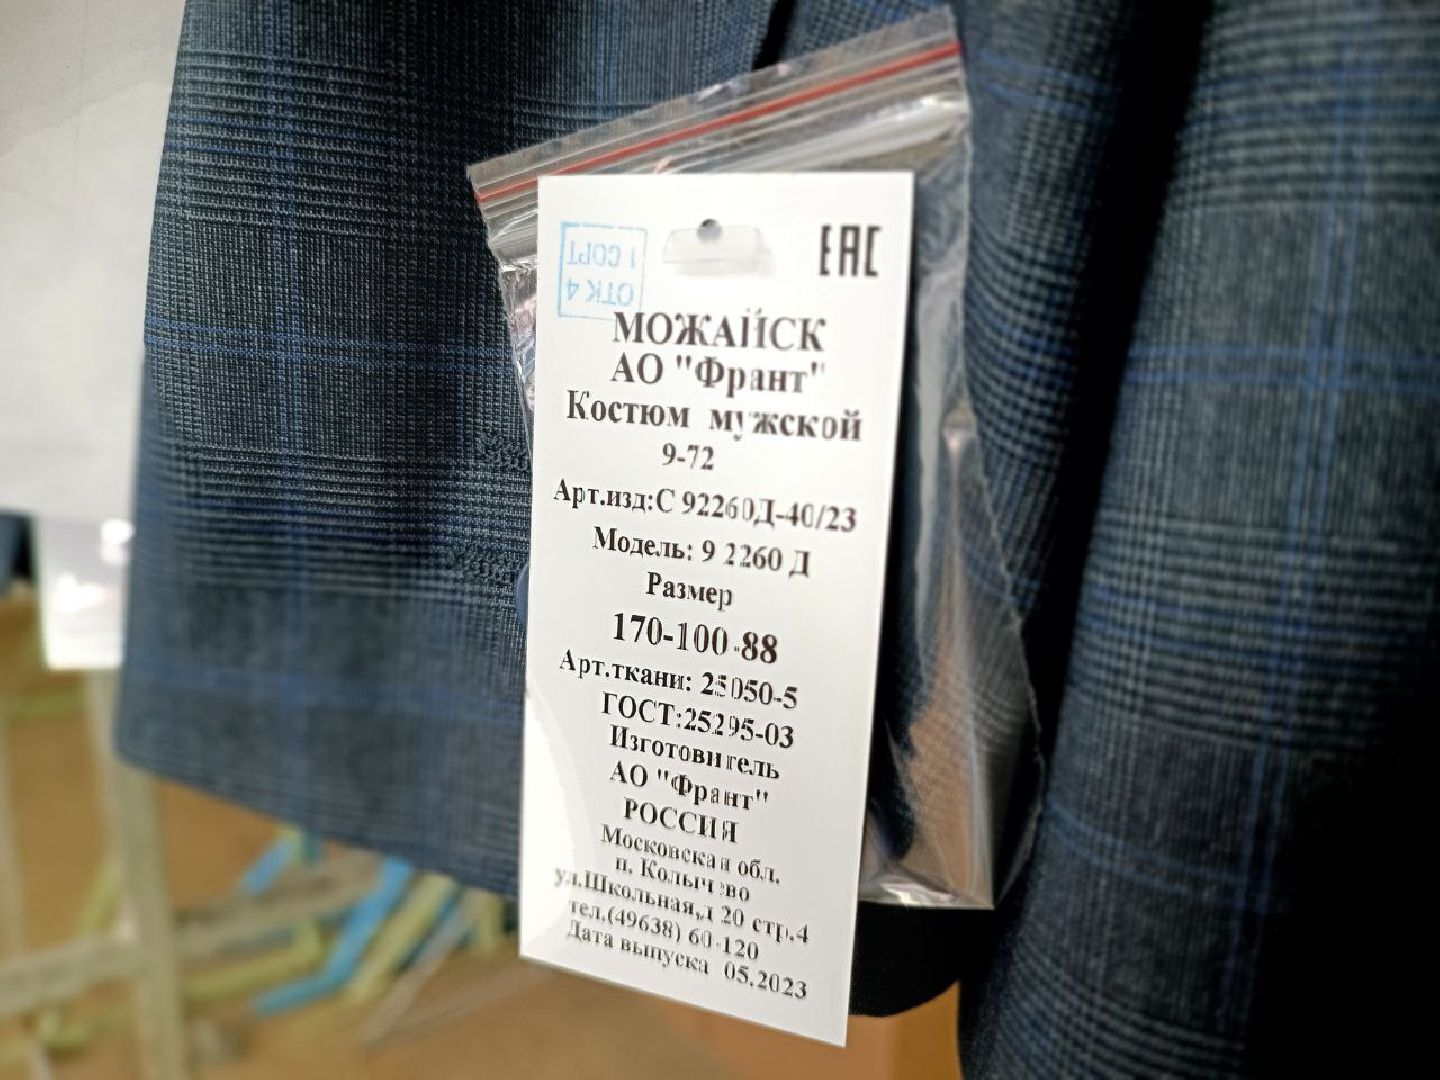 ОТК 4
1 СОРТ
ЕАС
МОЖАЙСК
АО "Франт"
Костюм мужской
9-72
Арт.изд:С 92260Д-40/23
Модель: 9 2260 Д
Размер
170-100-88
Арт.ткани: 25050-5
ГОСТ:25295-03
Изготовитель
АО "Франт"
РОССИЯ
Московская обл.
п. Колычево
ул.Школьная,д 20 стр.4
тел.(49638) 60-120
Дата выпуска 05.2023